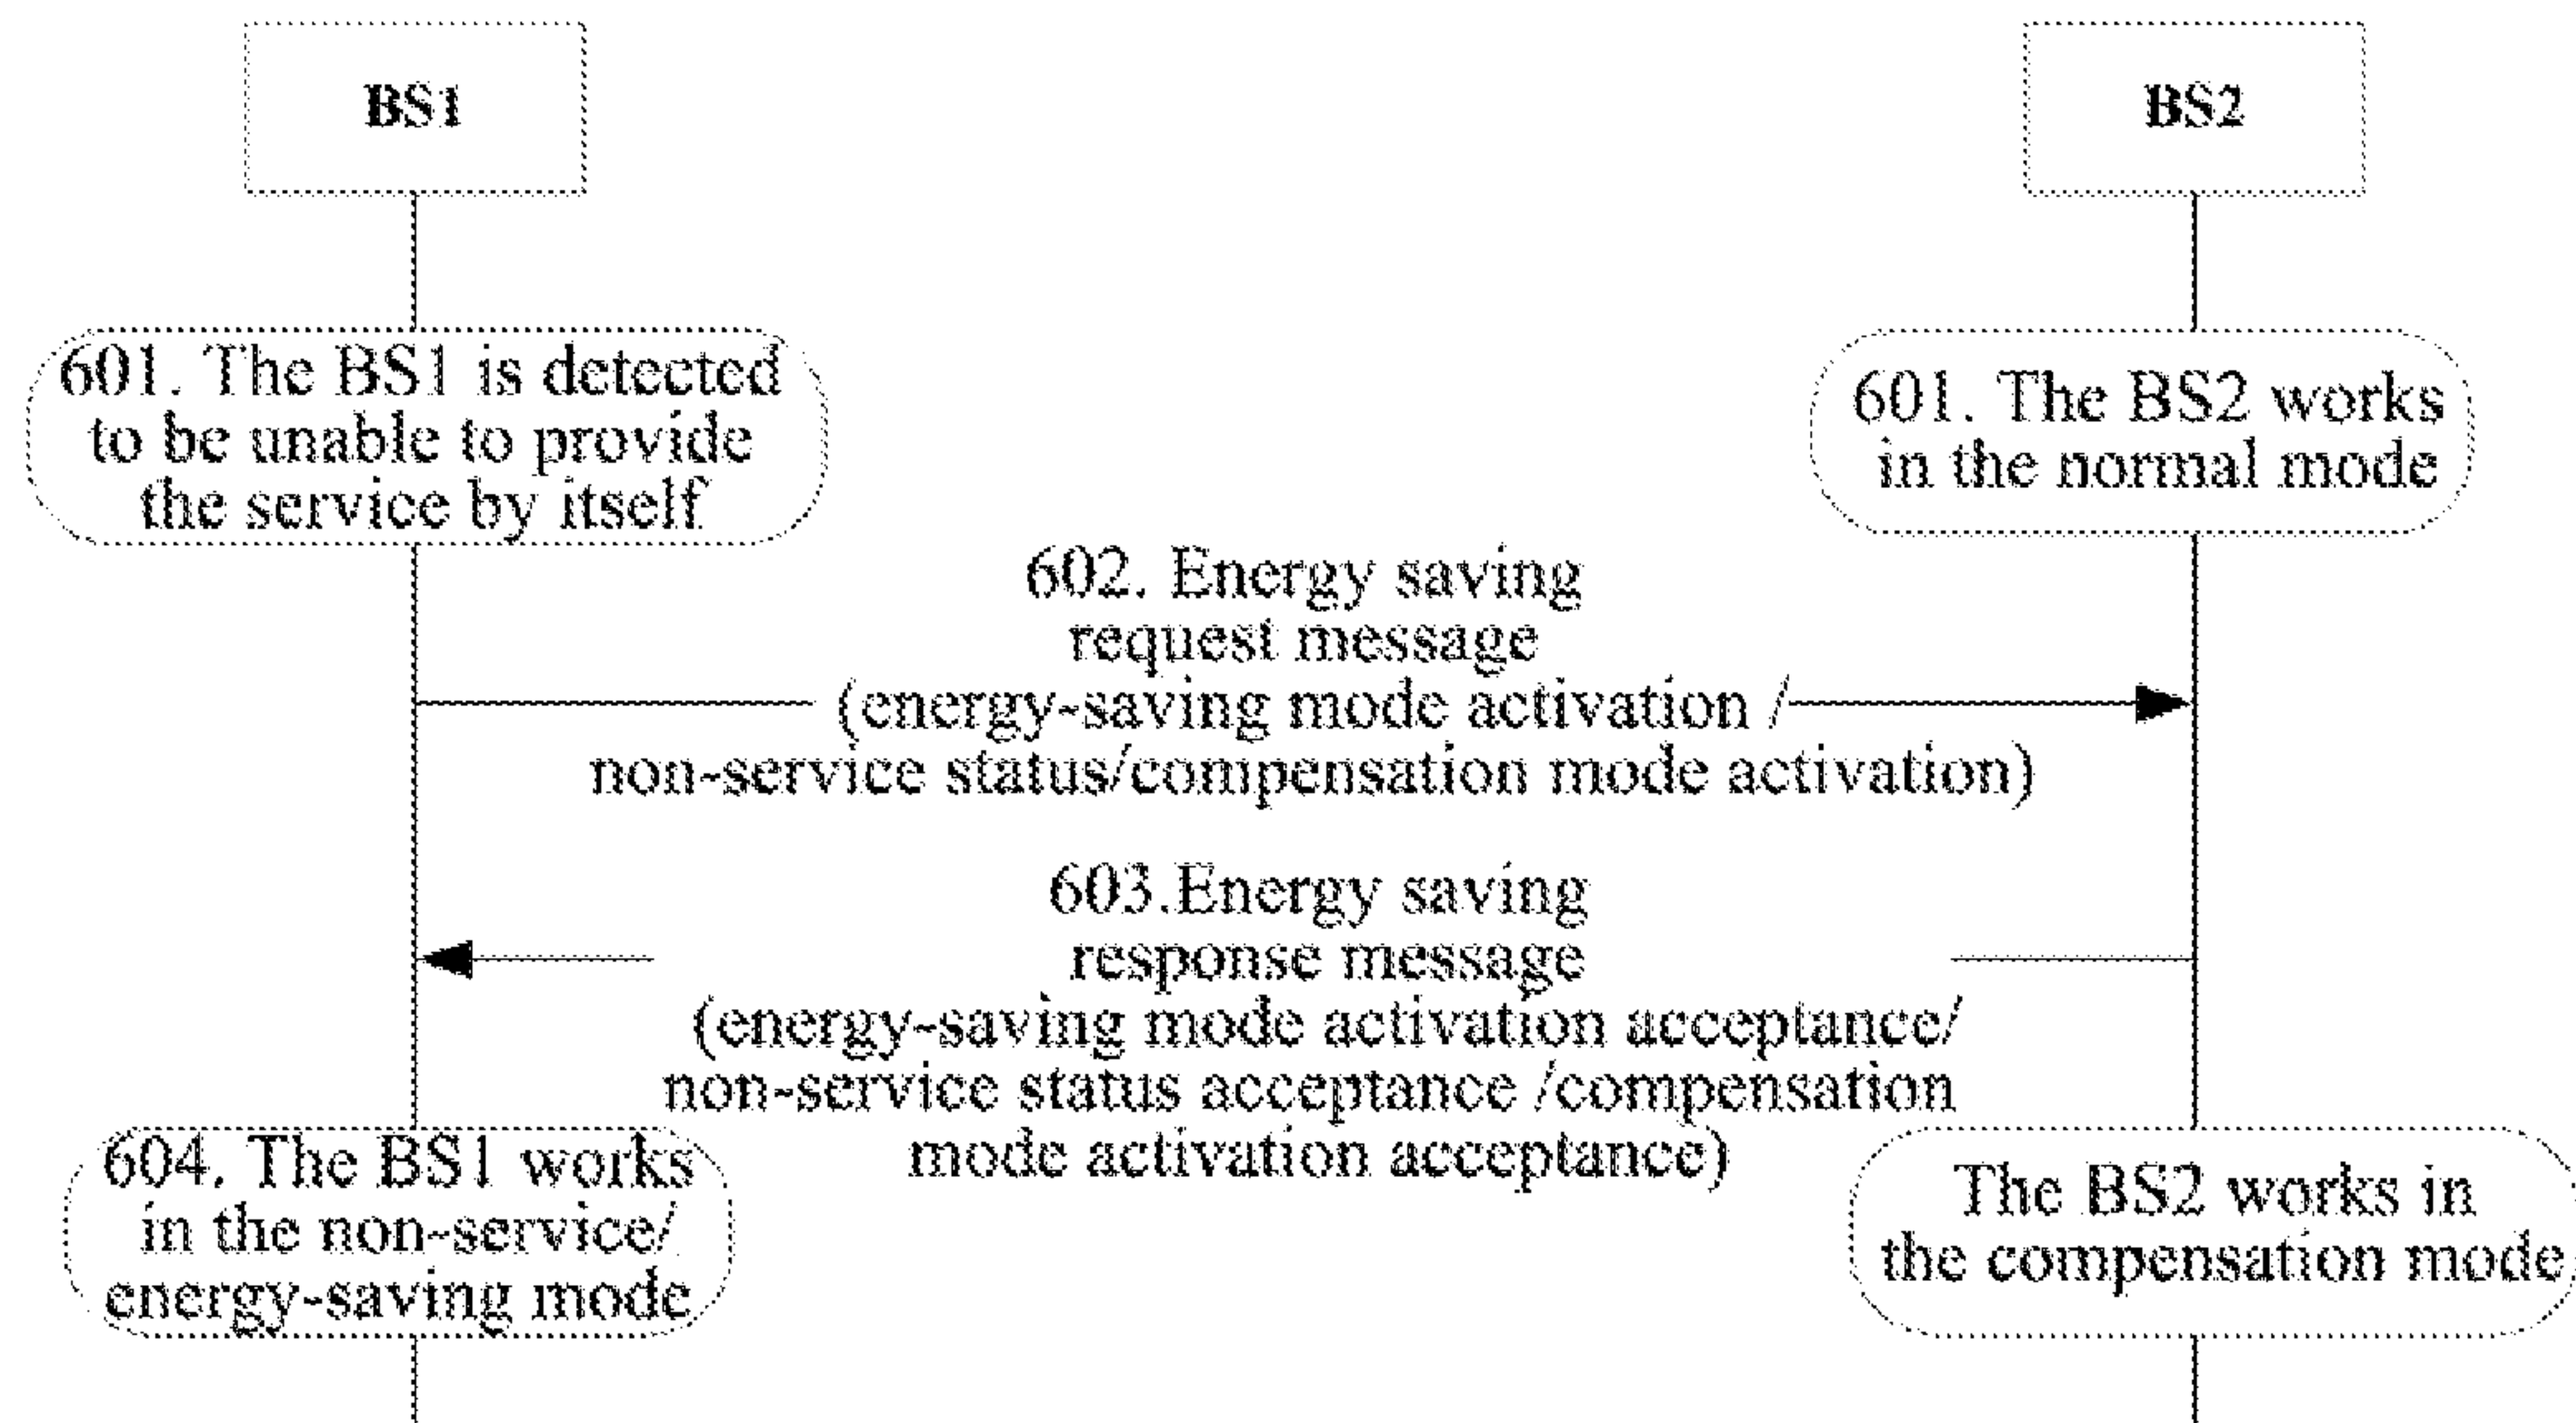 BS1
BS2
601. The BS1 is detected
to be unable to provide
the service by itself
601. The BS2 works
in the normal mode
602. Energy saving
request message
(energy-saving mode activation /
non-service status/compensation mode activation)
603.Energy saving
response message
(energy-saving mode activation acceptance/
non-service status acceptance /compensation
mode activation acceptance)
604. The BS1 works
in the non-service/
energy-saving mode
The BS2 works in
the compensation mode